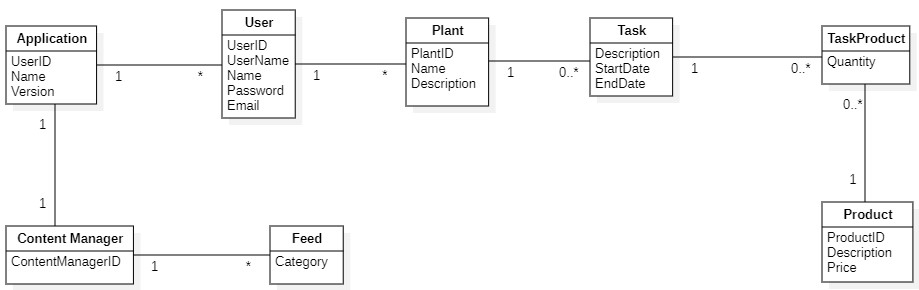 Application
UserID
Name
Version
1
*
User
UserID
UserName
Name
Password
Email
1
*
Plant
PlantID
Name
Description
1
0..*
Task
Description
StartDate
EndDate
1
0..*
TaskProduct
Quantity
0..*
1
Product
ProductID
Description
Price
1
1
Content Manager
ContentManagerID
1
*
Feed
Category